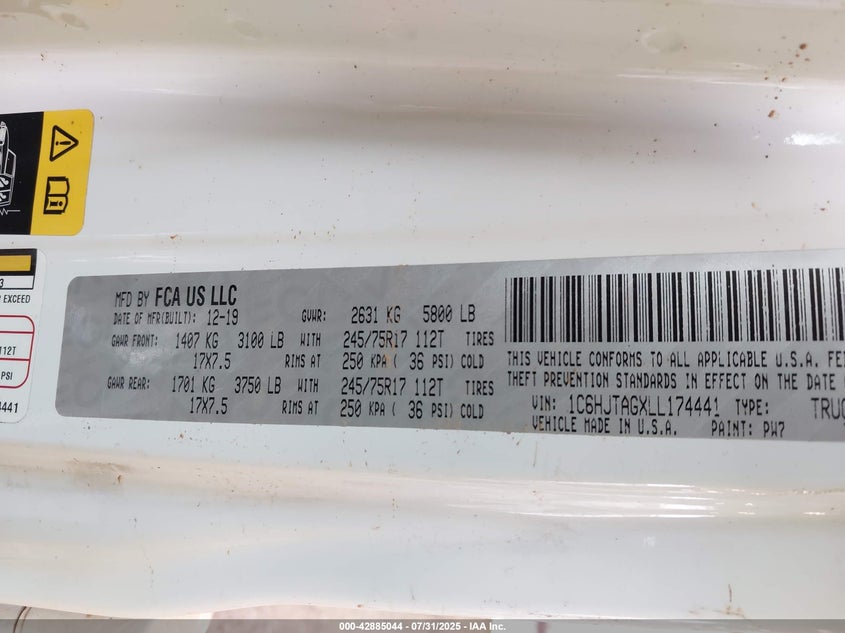 3
EXCEED
112T
PSI
4441
MFD BY FCA US LLC
DATE OF MFR(BUILT): 12-19 GVWR: 2631 KG 5800 LB
GAWR FRONT: 1407 KG 3100 LB WITH 245/75R17 112T TIRES
17X7.5 RIMS AT 250 KPA ( 36 PSI) COLD
GAWR REAR: 1701 KG 3750 LB WITH 245/75R17 112T TIRES
17X7.5 RIMS AT 250 KPA ( 36 PSI) COLD
THIS VEHICLE CONFORMS TO ALL APPLICABLE U.S.A. FE
THEFT PREVENTION STANDARDS IN EFFECT ON THE DATE
VIN: 1C6HJTAGXLL174441 TYPE: TRUC
VEHICLE MADE IN U.S.A. PAINT: PW7
000-42885044 - 07/31/2025 - IAA Inc.